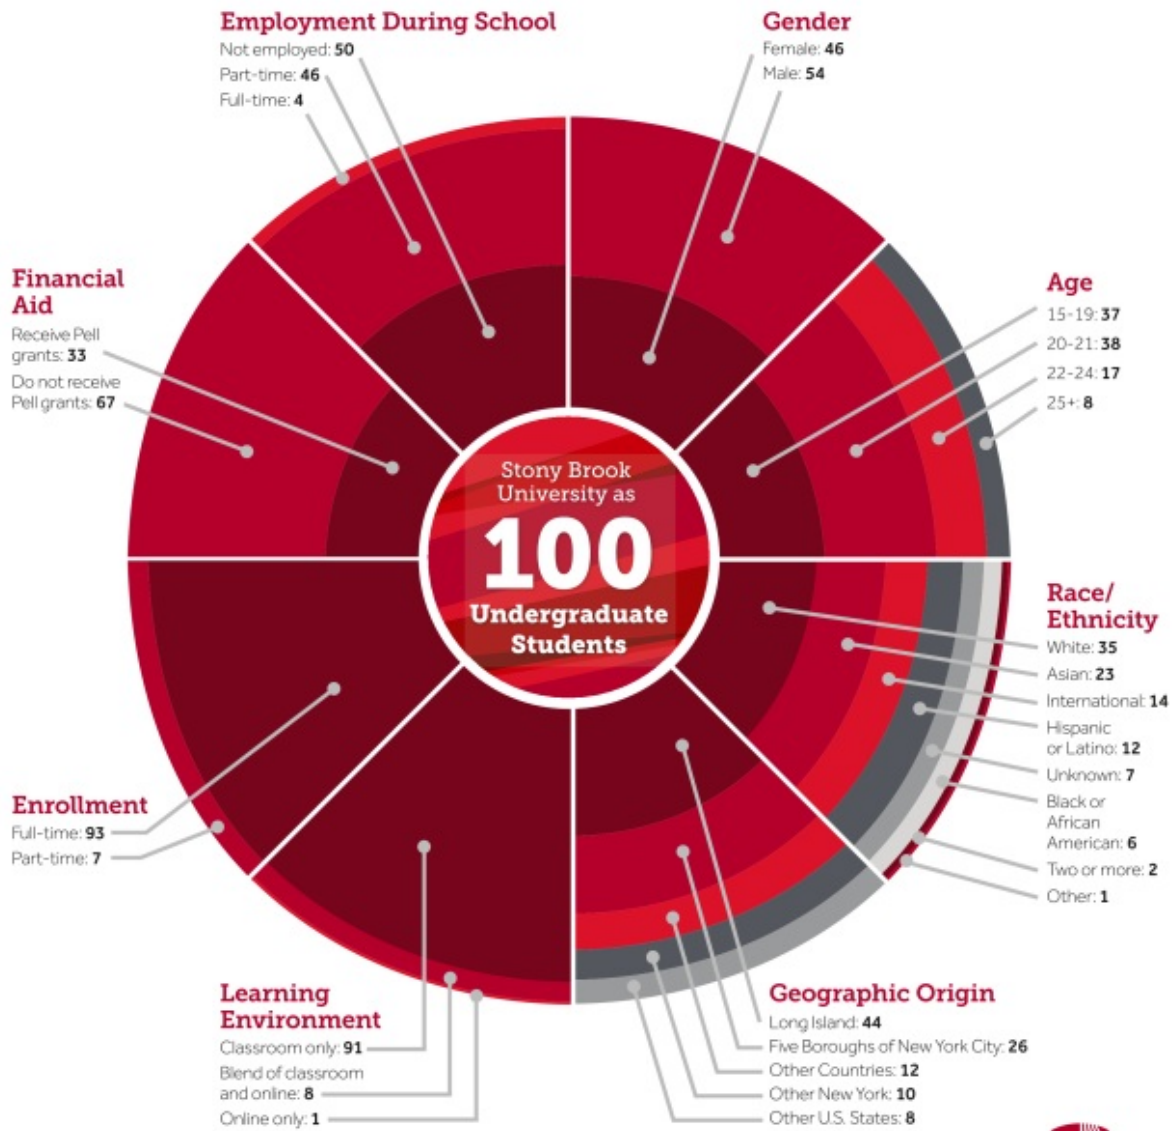 Employment During School
Not employed: 50
Part-time: 46
Full-time: 4
Gender
Female: 46
Male: 54
Financial
Aid
Receive Pell
grants: 33
Do not receive
Pell grants: 67
Age
15-19: 37
20-21: 38
22-24: 17
25+: 8
Stony Brook
University as
100
Undergraduate
Students
Race/
Ethnicity
White: 35
Asian: 23
International: 14
Hispanic
or Latino: 12
Unknown: 7
Black or
African
American: 6
Two or more: 2
Other: 1
Enrollment
Full-time: 93
Part-time: 7
Learning
Environment
Classroom only: 91
Blend of classroom
and online: 8
Online only: 1
Geographic Origin
Long Island: 44
Five Boroughs of New York City: 26
Other Countries: 12
Other New York: 10
Other U.S. States: 8